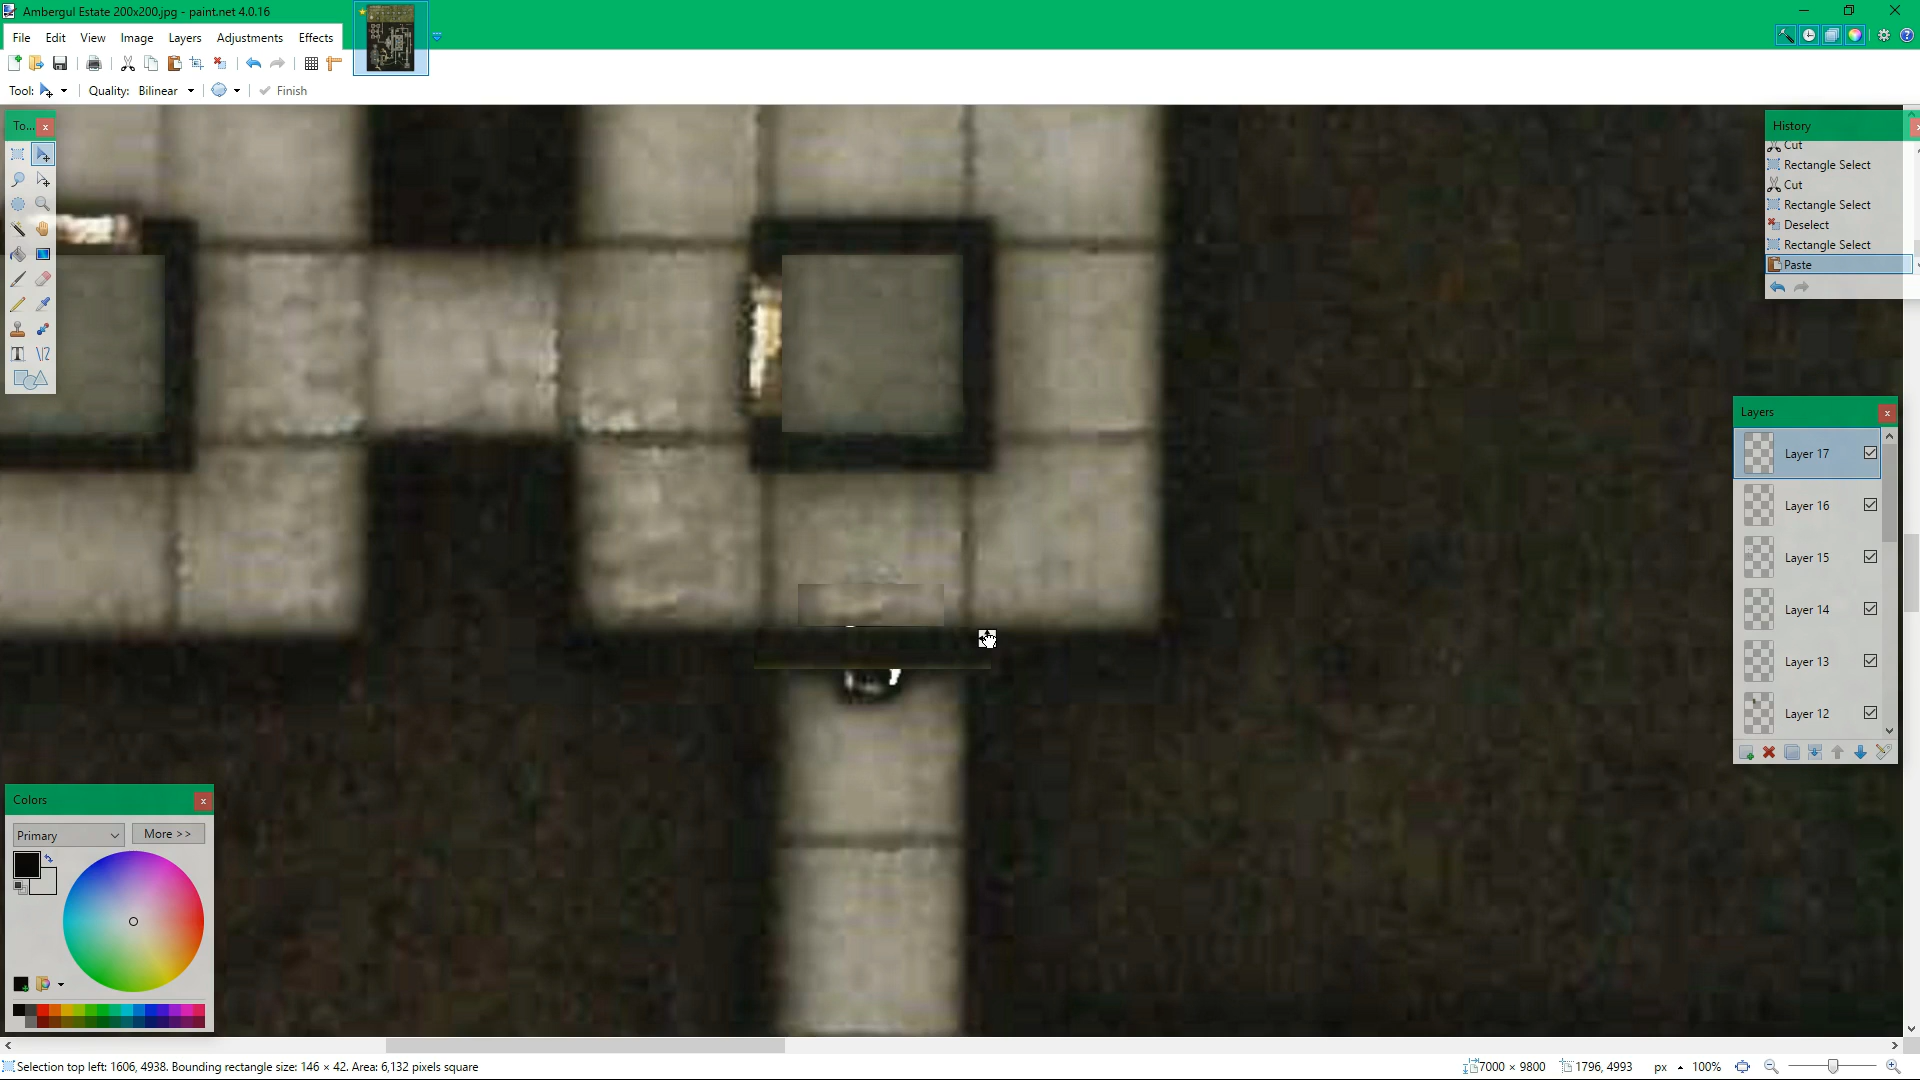 Ambergul Estate 200x200.jpg - paint.net 4.0.16
File Edit View Image Layers Adjustments Effects
Tool: Quality: Bilinear Finish
To...
History
Cut
Rectangle Select
Cut
Rectangle Select
Deselect
Rectangle Select
Paste
Layers
Layer 17
Layer 16
Layer 15
Layer 14
Layer 13
Layer 12
Colors
Primary More >>
Selection top left: 1606, 4938. Bounding rectangle size: 146 × 42. Area: 6,132 pixels square 7000 × 9800 1796, 4993 px 100%